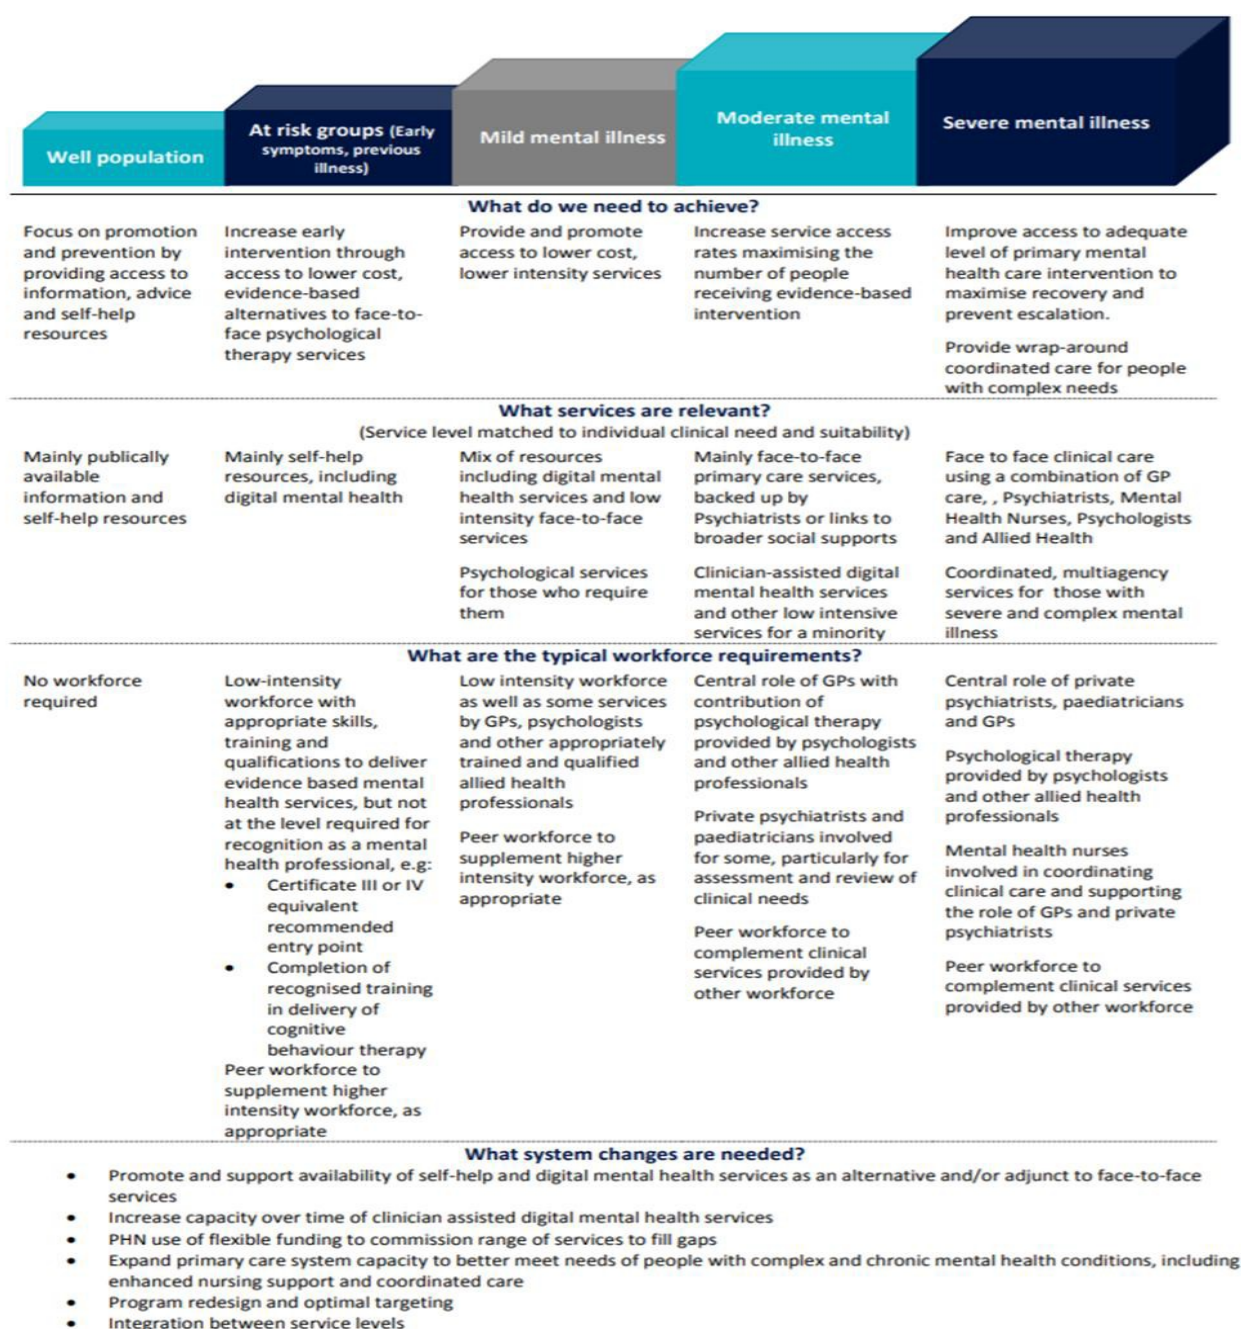 Well population
At risk groups (Early
symptoms, previous
illness)
Mild mental illness
Moderate mental
illness
Severe mental illness
What do we need to achieve?
Focus on promotion
and prevention by
providing access to
information, advice
and self-help
resources
Increase early
intervention through
access to lower cost,
evidence-based
alternatives to face-to-
face psychological
therapy services
Provide and promote
access to lower cost,
lower intensity services
Increase service access
rates maximising the
number of people
receiving evidence-based
intervention
Improve access to adequate
level of primary mental
health care intervention to
maximise recovery and
prevent escalation.
Provide wrap-around
coordinated care for people
with complex needs
What services are relevant?
(Service level matched to individual clinical need and suitability)
Mainly publically
available
information and
self-help resources
Mainly self-help
resources, including
digital mental health
Mix of resources
including digital mental
health services and low
intensity face-to-face
services
Psychological services
for those who require
them
Mainly face-to-face
primary care services,
backed up by
Psychiatrists or links to
broader social supports
Clinician-assisted digital
mental health services
and other low intensive
services for a minority
Face to face clinical care
using a combination of GP
care, , Psychiatrists, Mental
Health Nurses, Psychologists
and Allied Health
Coordinated, multiagency
services for those with
severe and complex mental
illness
What are the typical workforce requirements?
No workforce
required
Low-intensity
workforce with
appropriate skills,
training and
qualifications to deliver
evidence based mental
health services, but not
at the level required for
recognition as a mental
health professional, e.g:
• Certificate III or IV
equivalent
recommended
entry point
• Completion of
recognised training
in delivery of
cognitive
behaviour therapy
Peer workforce to
supplement higher
intensity workforce, as
appropriate
Low intensity workforce
as well as some services
by GPs, psychologists
and other appropriately
trained and qualified
allied health
professionals
Peer workforce to
supplement higher
intensity workforce, as
appropriate
Central role of GPs with
contribution of
psychological therapy
provided by psychologists
and other allied health
professionals
Private psychiatrists and
paediatricians involved
for some, particularly for
assessment and review of
clinical needs
Peer workforce to
complement clinical
services provided by
other workforce
Central role of private
psychiatrists, paediatricians
and GPs
Psychological therapy
provided by psychologists
and other allied health
professionals
Mental health nurses
involved in coordinating
clinical care and supporting
the role of GPs and private
psychiatrists
Peer workforce to
complement clinical services
provided by other workforce
What system changes are needed?
• Promote and support availability of self-help and digital mental health services as an alternative and/or adjunct to face-to-face
services
• Increase capacity over time of clinician assisted digital mental health services
• PHN use of flexible funding to commission range of services to fill gaps
• Expand primary care system capacity to better meet needs of people with complex and chronic mental health conditions, including
enhanced nursing support and coordinated care
• Program redesign and optimal targeting
• Integration between service levels